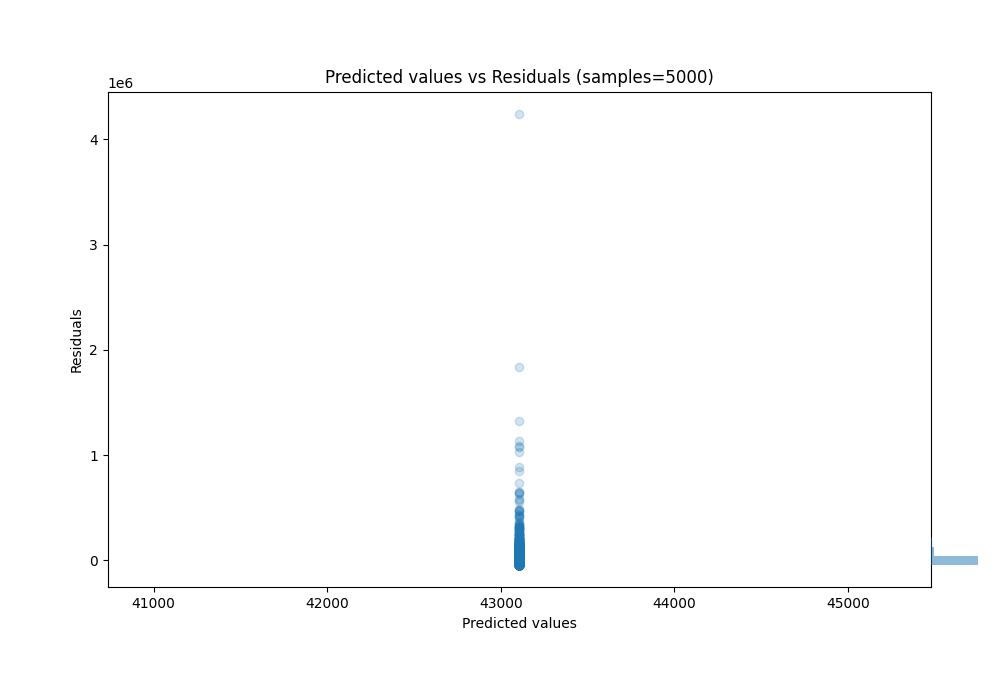 Predicted values vs Residuals (samples=5000)
1e6
4
3
2
1
0
Residuals
41000 42000 43000 44000 45000
Predicted values